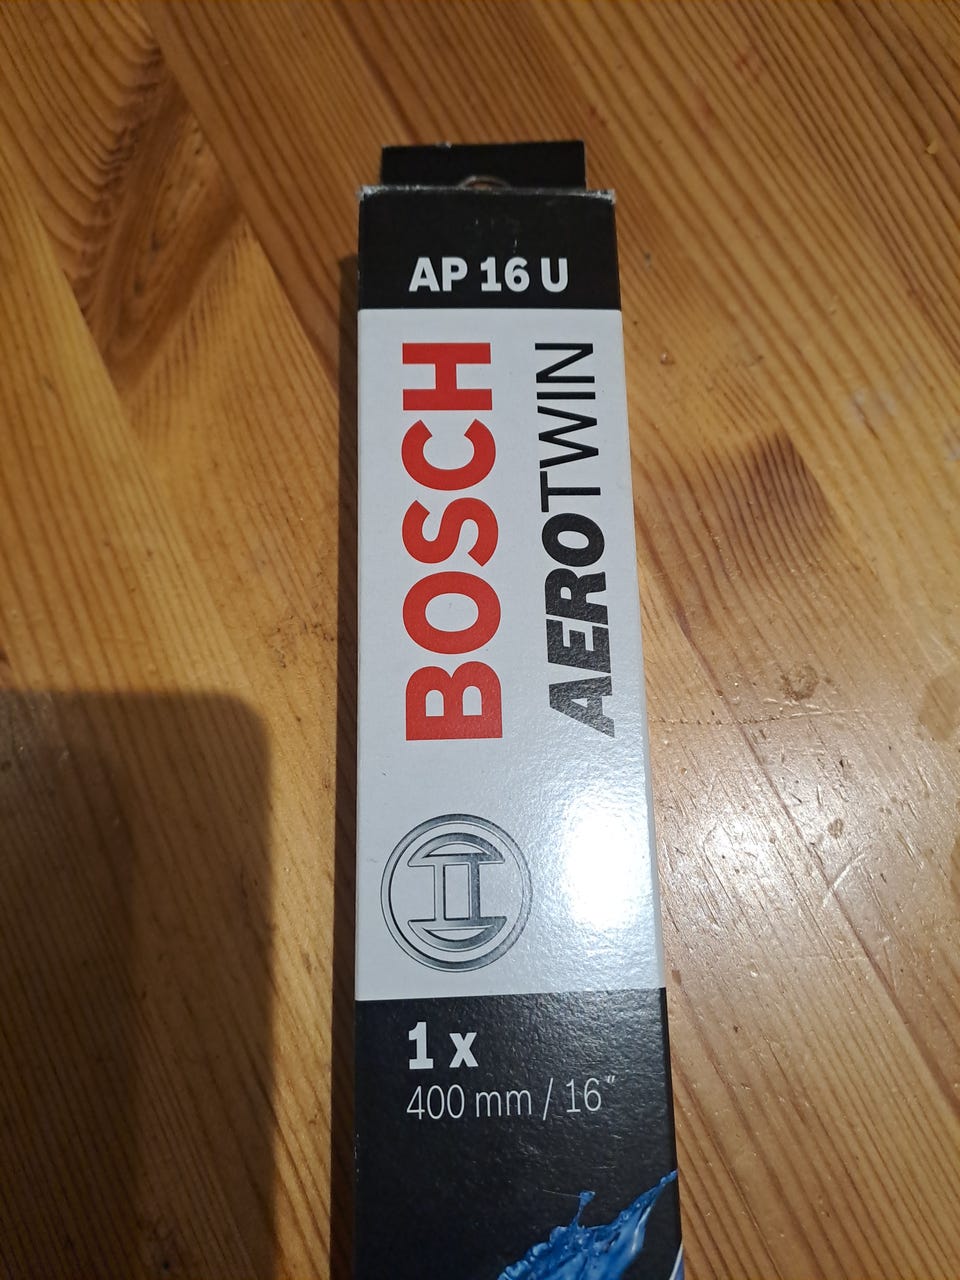 AP 16 U
BOSCH
AEROTWIN
1 x
400 mm / 16"